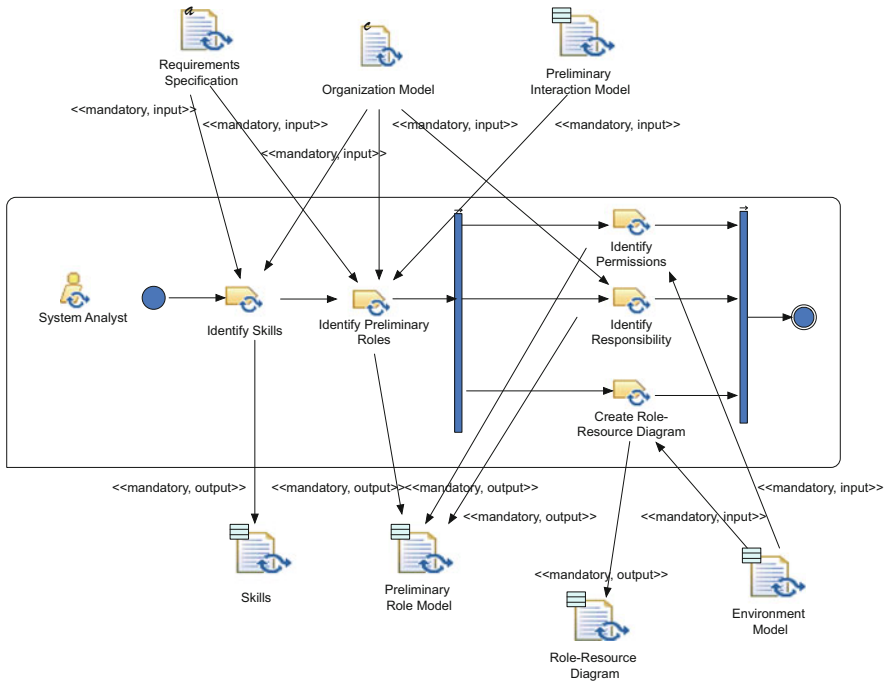 a
e
Requirements
Specification
Organization Model
Preliminary
Interaction Model
<<mandatory, input>>
<<mandatory, input>>
<<mandatory, input>>
<<mandatory, input>>
<<mandatory, input>>
System Analyst
Identify Skills
Identify Preliminary
Roles
Identify
Permissions
Identify
Responsibility
Create Role-
Resource Diagram
<<mandatory, output>>
<<mandatory, output>>
<<mandatory, output>>
<<mandatory, output>>
<<mandatory, input>>
<<mandatory, input>>
<<mandatory, output>>
Skills
Preliminary
Role Model
Role-Resource
Diagram
Environment
Model